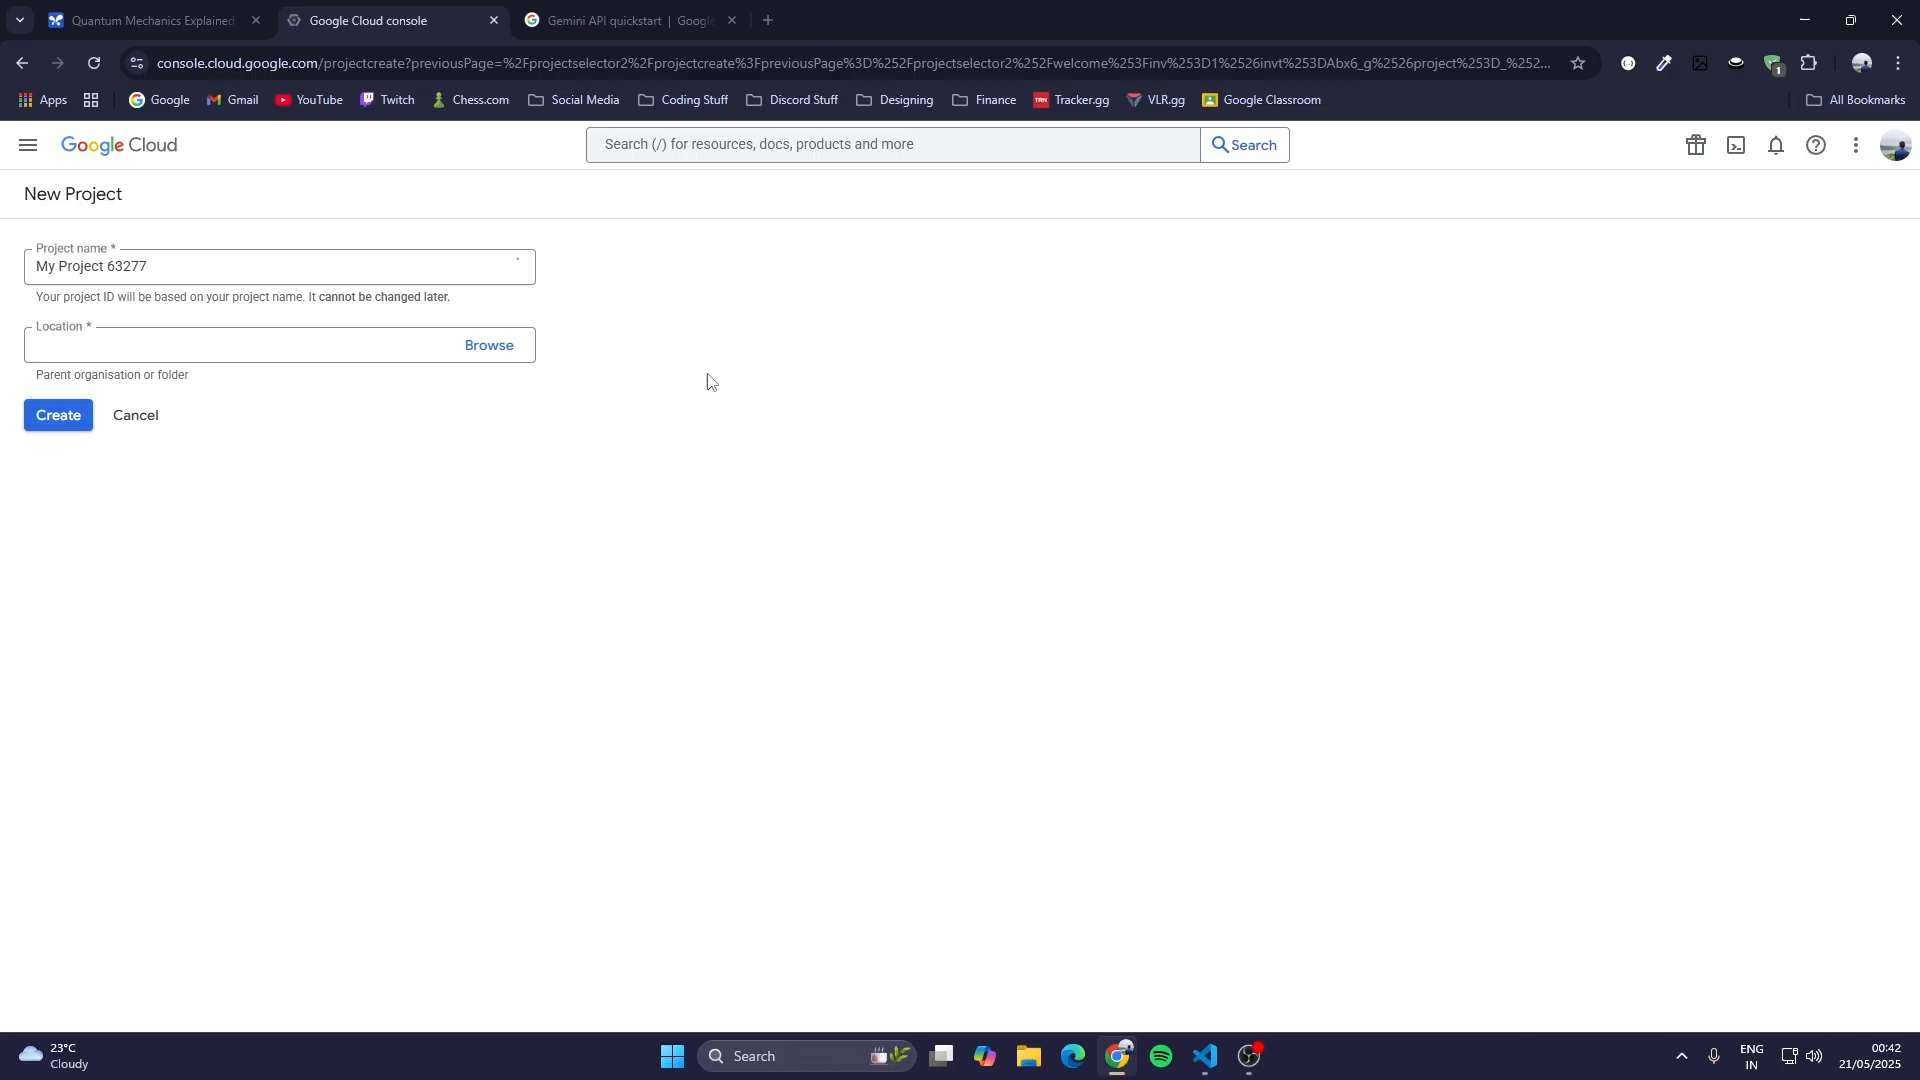 Quantum Mechanics Explained
Google Cloud console
Gemini API quickstart | Google
console.cloud.google.com/projectcreate?previousPage=%2Fprojectselector2%2Fprojectcreate%3FpreviousPage%3D%252Fprojectselector2%252Fwelcome%253Finv%253D1%2526invt%253DAbx6_g%2526project%253D_%252...
1
Apps
Google
Gmail
YouTube
Twitch
Chess.com
Social Media
Coding Stuff
Discord Stuff
Designing
Finance
TRN Tracker.gg
VLR.gg
Google Classroom
All Bookmarks
Google Cloud
Search (/) for resources, docs, products and more
Search
New Project
Project name *
My Project 63277
Your project ID will be based on your project name. It cannot be changed later.
Location *
Browse
Parent organisation or folder
Create
Cancel
23°C
Cloudy
Search
ENG
IN
00:42
21/05/2025